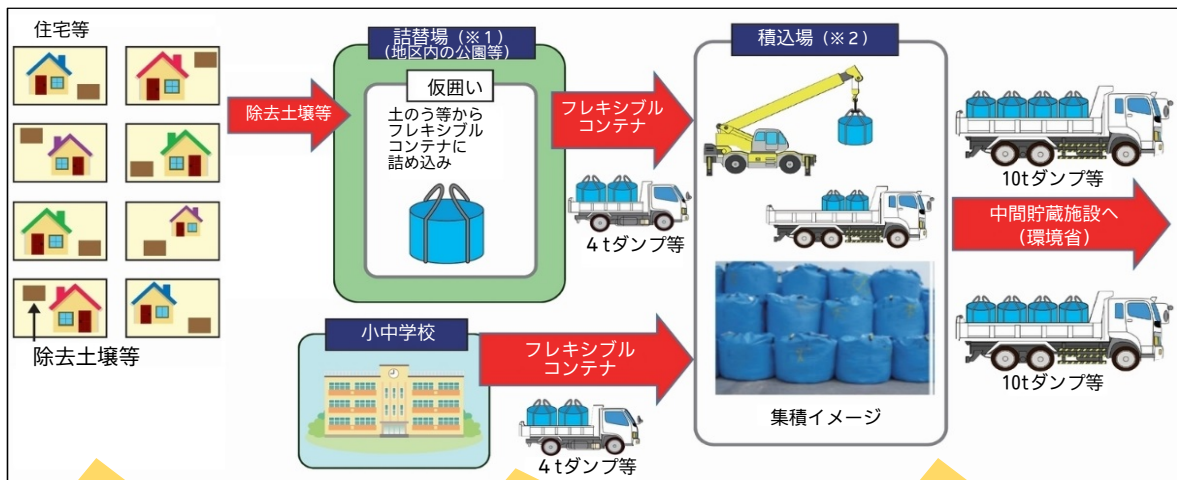 住宅等
除去土壌等
除去土壌等
詰替場（※1）
（地区内の公園等）
仮囲い
土のう等から
フレキシブル
コンテナに
詰め込み
フレキシブル
コンテナ
4tダンプ等
小中学校
フレキシブル
コンテナ
4tダンプ等
積込場（※2）
集積イメージ
10tダンプ等
中間貯蔵施設へ
（環境省）
10tダンプ等